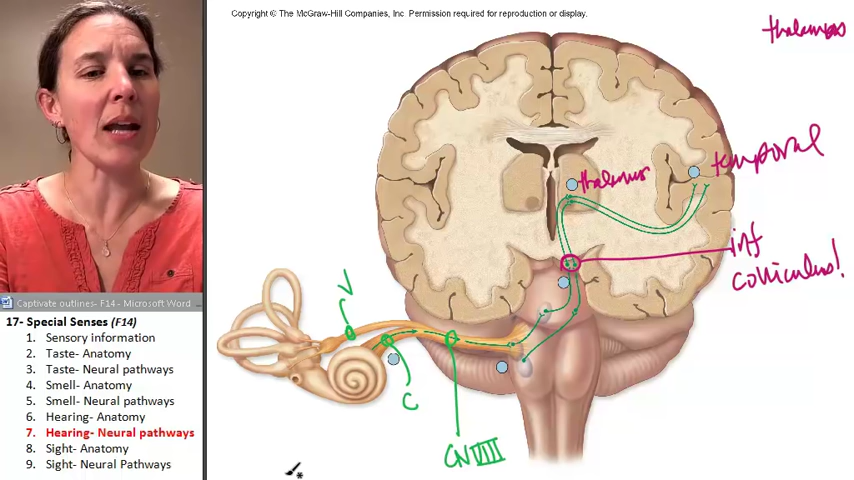 Copyright © The McGraw-Hill Companies, Inc. Permission required for reproduction or display.
thalamus
temporal
thalamus
inf
colliculus!
V
C
CN VIII
Captivate outlines- F14 - Microsoft Word
17- Special Senses (F14)
1. Sensory information
2. Taste- Anatomy
3. Taste- Neural pathways
4. Smell- Anatomy
5. Smell- Neural pathways
6. Hearing- Anatomy
7. Hearing- Neural pathways
8. Sight- Anatomy
9. Sight- Neural Pathways